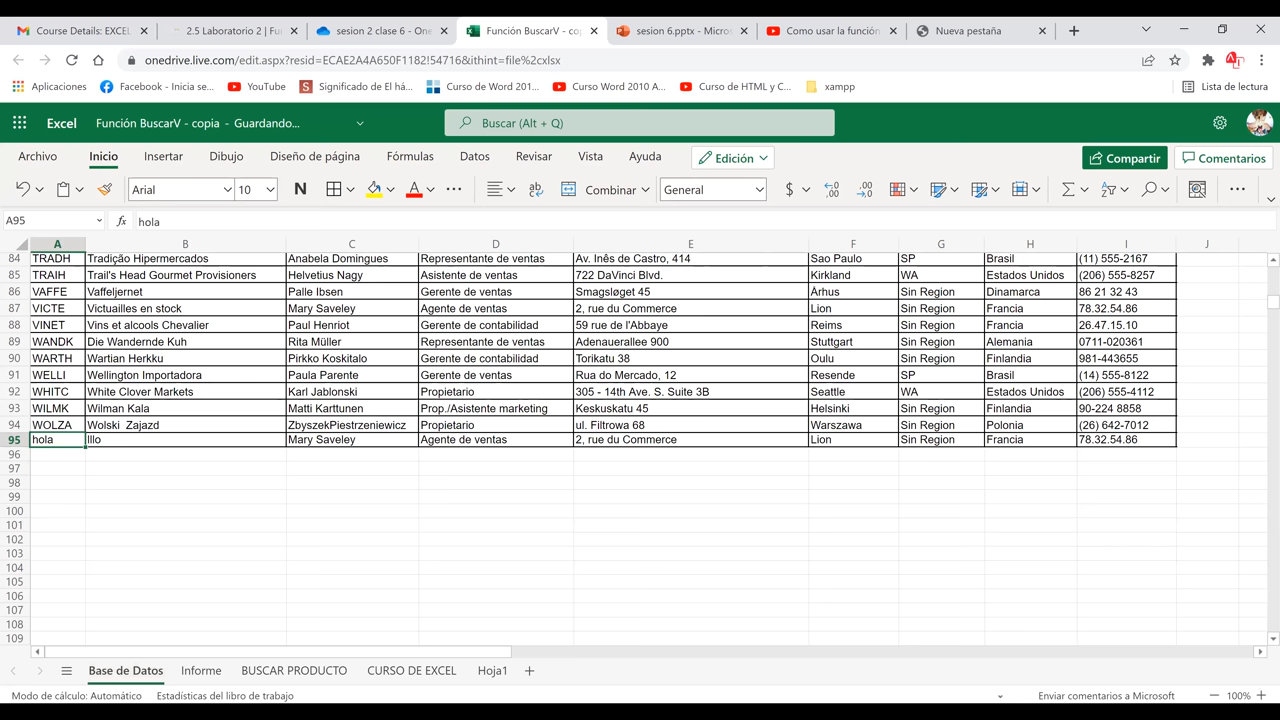 Course Details: EXCEL
2.5 Laboratorio 2 | Fu
sesion 2 clase 6 - One
Función BuscarV - cop
sesion 6.pptx - Micros
Como usar la función
Nueva pestaña
onedrive.live.com/edit.aspx?resid=ECAE2A4A650F1182!54716&ithint=file%2cxlsx
Aplicaciones
Facebook - Inicia se...
YouTube
Significado de El há...
Curso de Word 201...
Curso Word 2010 A...
Curso de HTML y C...
xampp
Lista de lectura
Excel
Función BuscarV - copia - Guardando...
Buscar (Alt + Q)
Archivo
Inicio
Insertar
Dibujo
Diseño de página
Fórmulas
Datos
Revisar
Vista
Ayuda
Edición
Compartir
Comentarios
Arial
10
N
Combinar
General
A95
fx
hola
A B C D E F G H I J
84 TRADH Tradição Hipermercados Anabela Domingues Representante de ventas Av. Inês de Castro, 414 Sao Paulo SP Brasil (11) 555-2167
85 TRAIH Trail's Head Gourmet Provisioners Helvetius Nagy Asistente de ventas 722 DaVinci Blvd. Kirkland WA Estados Unidos (206) 555-8257
86 VAFFE Vaffeljernet Palle Ibsen Gerente de ventas Smagsløget 45 Århus Sin Region Dinamarca 86 21 32 43
87 VICTE Victuailles en stock Mary Saveley Agente de ventas 2, rue du Commerce Lion Sin Region Francia 78.32.54.86
88 VINET Vins et alcools Chevalier Paul Henriot Gerente de contabilidad 59 rue de l'Abbaye Reims Sin Region Francia 26.47.15.10
89 WANDK Die Wandernde Kuh Rita Müller Representante de ventas Adenauerallee 900 Stuttgart Sin Region Alemania 0711-020361
90 WARTH Wartian Herkku Pirkko Koskitalo Gerente de contabilidad Torikatu 38 Oulu Sin Region Finlandia 981-443655
91 WELLI Wellington Importadora Paula Parente Gerente de ventas Rua do Mercado, 12 Resende SP Brasil (14) 555-8122
92 WHITC White Clover Markets Karl Jablonski Propietario 305 - 14th Ave. S. Suite 3B Seattle WA Estados Unidos (206) 555-4112
93 WILMK Wilman Kala Matti Karttunen Prop./Asistente marketing Keskuskatu 45 Helsinki Sin Region Finlandia 90-224 8858
94 WOLZA Wolski Zajazd ZbyszekPiestrzeniewicz Propietario ul. Filtrowa 68 Warszawa Sin Region Polonia (26) 642-7012
95 hola Mary Saveley Agente de ventas 2, rue du Commerce Lion Sin Region Francia 78.32.54.86
96
97
98
99
100
101
102
103
104
105
106
107
108
109
Base de Datos
Informe
BUSCAR PRODUCTO
CURSO DE EXCEL
Hoja1
Modo de cálculo: Automático
Estadísticas del libro de trabajo
Enviar comentarios a Microsoft
100%